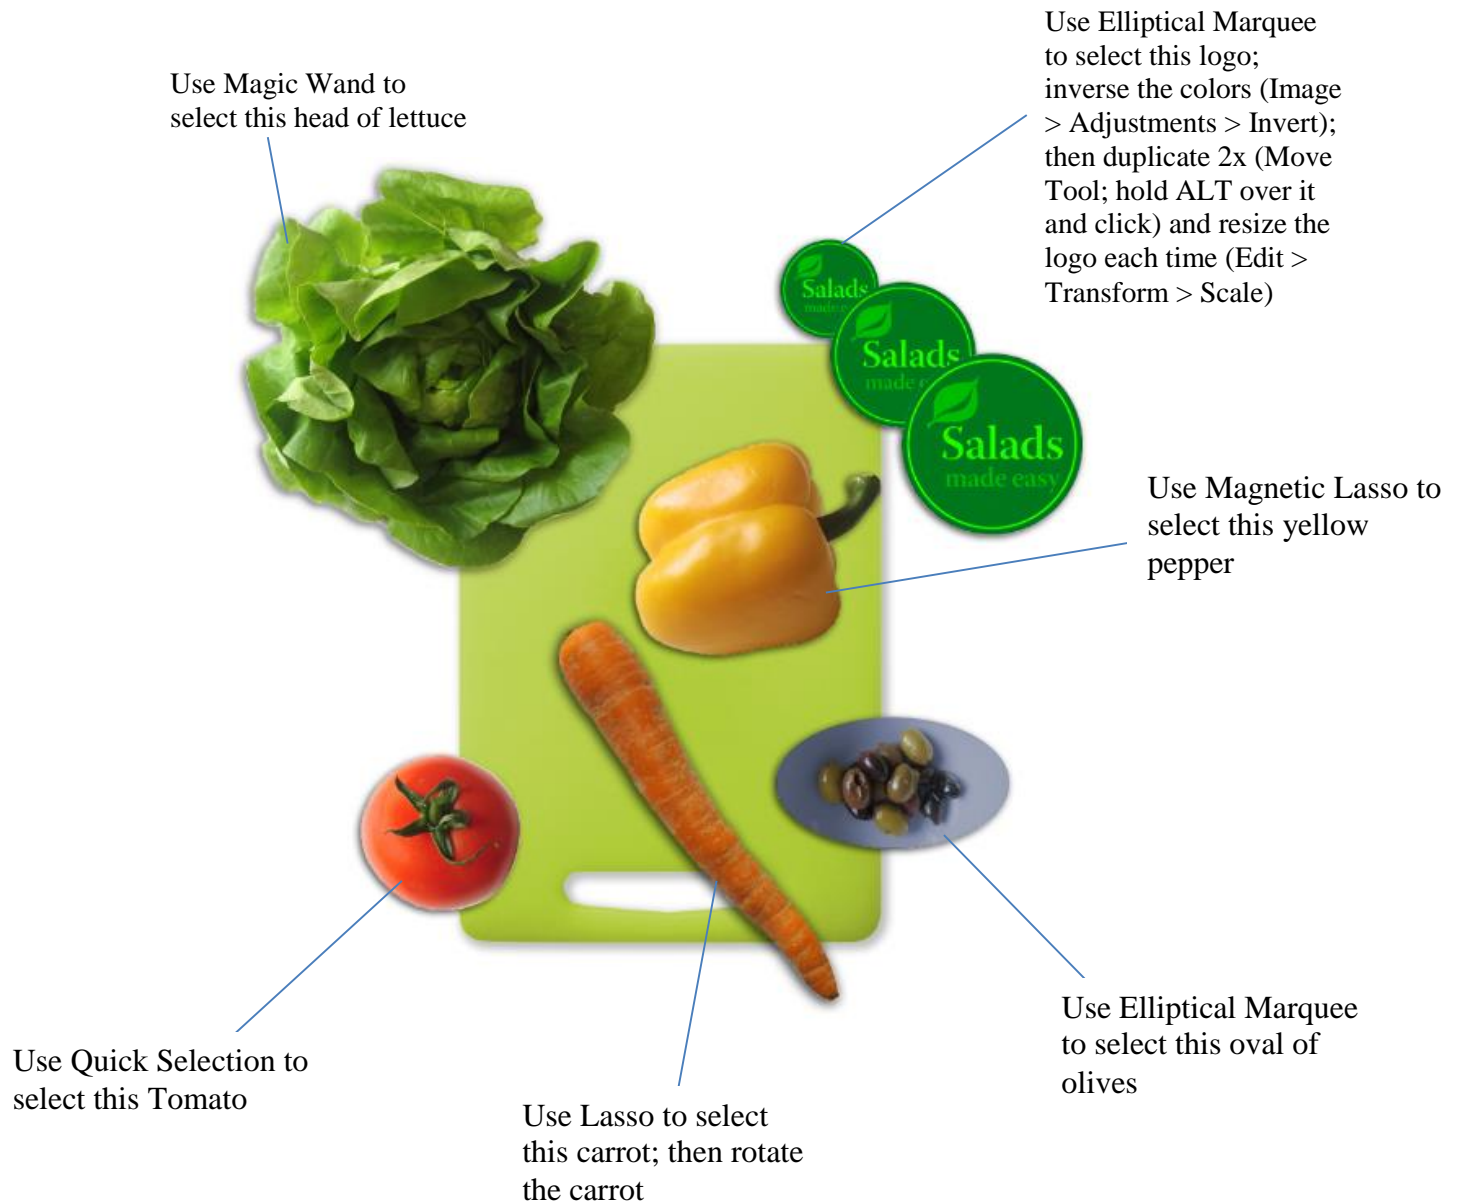 Use Elliptical Marquee
to select this logo;
inverse the colors (Image
> Adjustments > Invert);
then duplicate 2x (Move
Tool; hold ALT over it
and click) and resize the
logo each time (Edit >
Transform > Scale)
Use Magic Wand to
select this head of lettuce
Salads
made e
Salads
made e
Salads
made easy
Use Magnetic Lasso to
select this yellow
pepper
Use Elliptical Marquee
to select this oval of
olives
Use Quick Selection to
select this Tomato
Use Lasso to select
this carrot; then rotate
the carrot